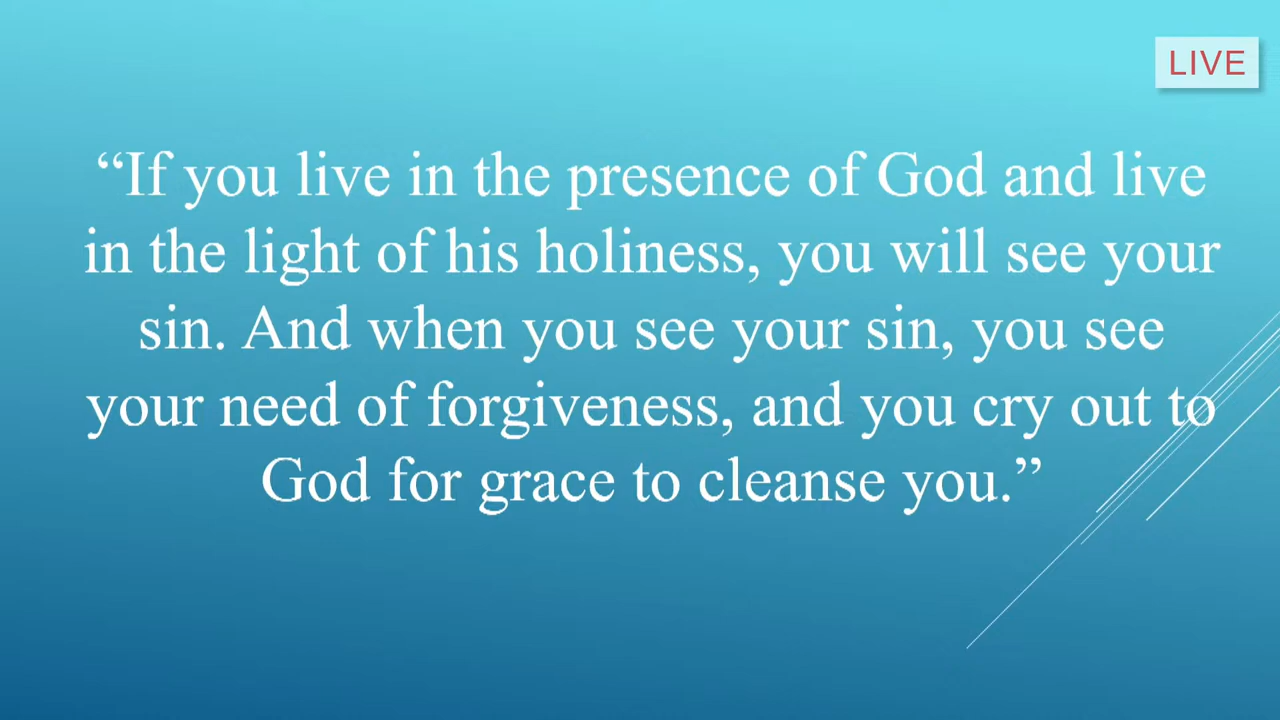 LIVE
“If you live in the presence of God and live
in the light of his holiness, you will see your
sin. And when you see your sin, you see
your need of forgiveness, and you cry out to
God for grace to cleanse you.”